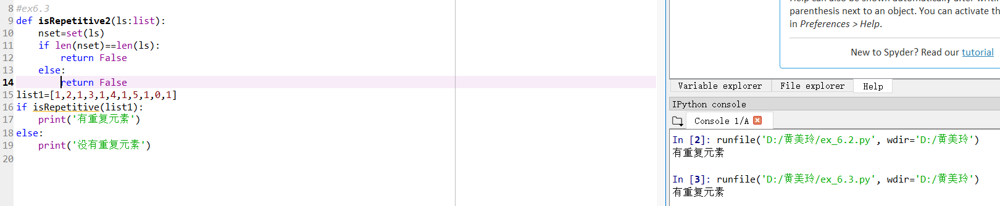 8 #ex6.3
9 def isRepetitive2(ls:list):
10 nset=set(ls)
11 if len(nset)==len(ls):
12 return False
13 else:
14 return False
15 list1=[1,2,1,3,1,4,1,5,1,0,1]
16 if isRepetitive(list1):
17 print('有重复元素')
18 else:
19 print('没有重复元素')
20
parenthesis next to an object. You can activate th
in Preferences > Help.
New to Spyder? Read our tutorial
Variable explorer File explorer Help
IPython console
Console 1/A
In [2]: runfile('D:/黄美玲/ex_6.2.py', wdir='D:/黄美玲')
有重复元素
In [3]: runfile('D:/黄美玲/ex_6.3.py', wdir='D:/黄美玲')
有重复元素